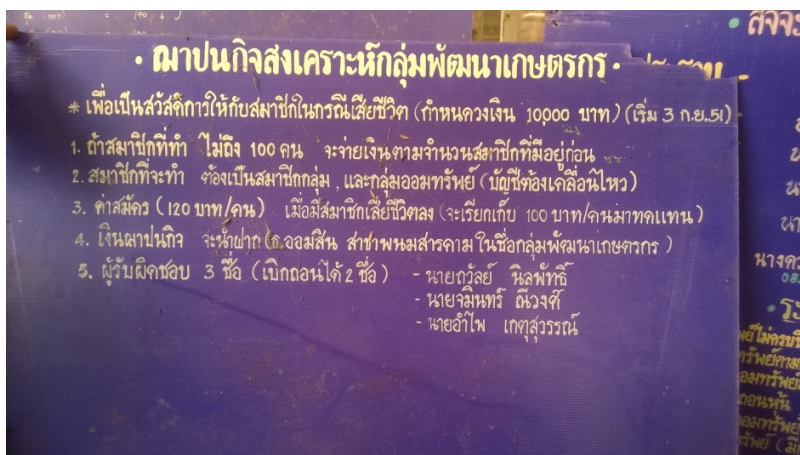 • ฌาปนกิจสงเคราะห์กลุ่มพัฒนาเกษตรกร •
* เพื่อเป็นสวัสดิการให้กับสมาชิกในกรณีเสียชีวิต (กำหนดวงเงิน 10,000 บาท) (เริ่ม 3 ก.ย. 51)
1. ถ้าสมาชิกที่ทำ ไม่ถึง 100 คน จะจ่ายเงินตามจำนวนสมาชิกที่มีอยู่ก่อน
2. สมาชิกที่จะทำ ต้องเป็นสมาชิกกลุ่ม, และกลุ่มออมทรัพย์ (บัญชีต้องเคลื่อนไหว)
3. ค่าสมัคร (120 บาท/คน) เมื่อมีสมาชิกเสียชีวิตลง (จะเรียกเก็บ 100 บาท/คนมาทดแทน)
4. เงินฌาปนกิจ จะนำฝาก (ธ.ออมสิน สาขาพนมสารคาม ในชื่อกลุ่มพัฒนาเกษตรกร)
5. ผู้รับผิดชอบ 3 ชื่อ (เบิกถอนได้ 2 ชื่อ) - นายถวัลย์ นิลพัทธิ์
- นายจมินทร์ ณีวงศ์
- นายอำไพ เกตุสุวรรณ์
• สัจจะ
นางคว